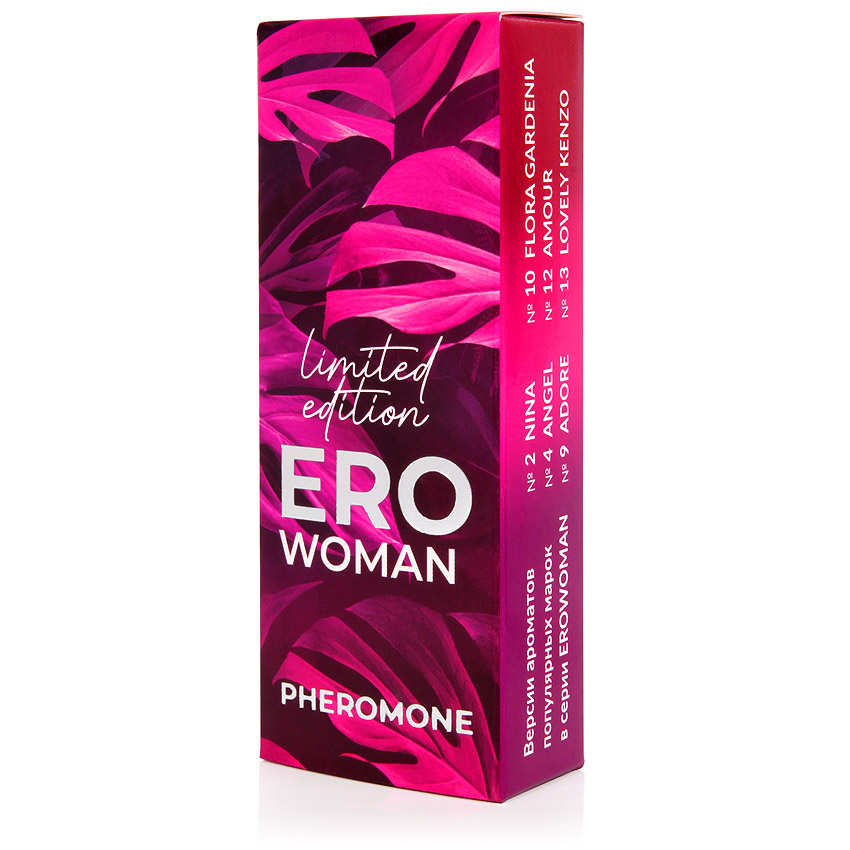 limited
edition
ERO
WOMAN
PHEROMONE
Версии ароматов
популярных марок
в серии EROWOMAN
№ 2 NINA
№ 4 ANGEL
№ 9 ADORE
№ 10 FLORA GARDENIA
№ 12 AMOUR
№ 13 LOVELY KENZO